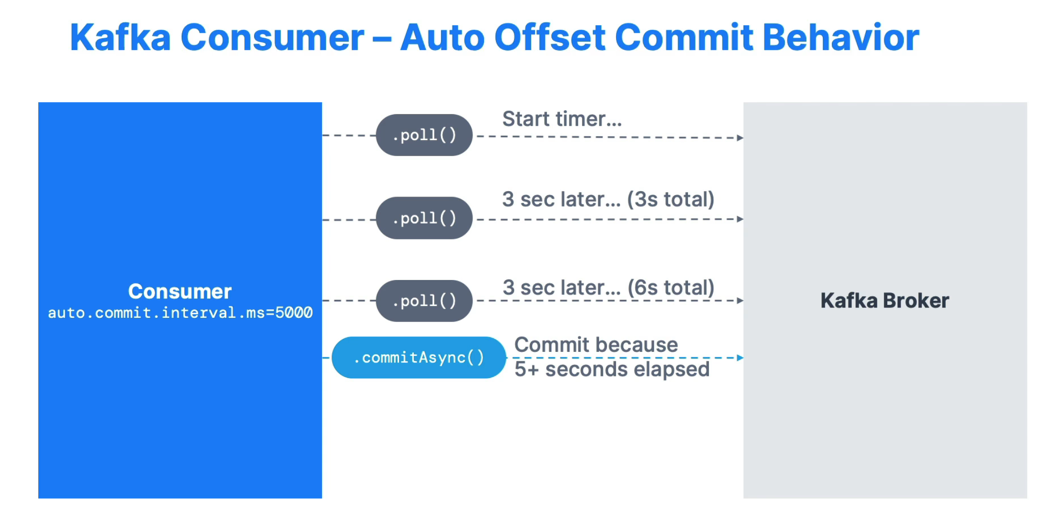 Kafka Consumer – Auto Offset Commit Behavior
.poll()
Start timer...
.poll()
3 sec later... (3s total)
.poll()
3 sec later... (6s total)
Consumer
auto.commit.interval.ms=5000
Kafka Broker
.commitAsync()
Commit because
5+ seconds elapsed